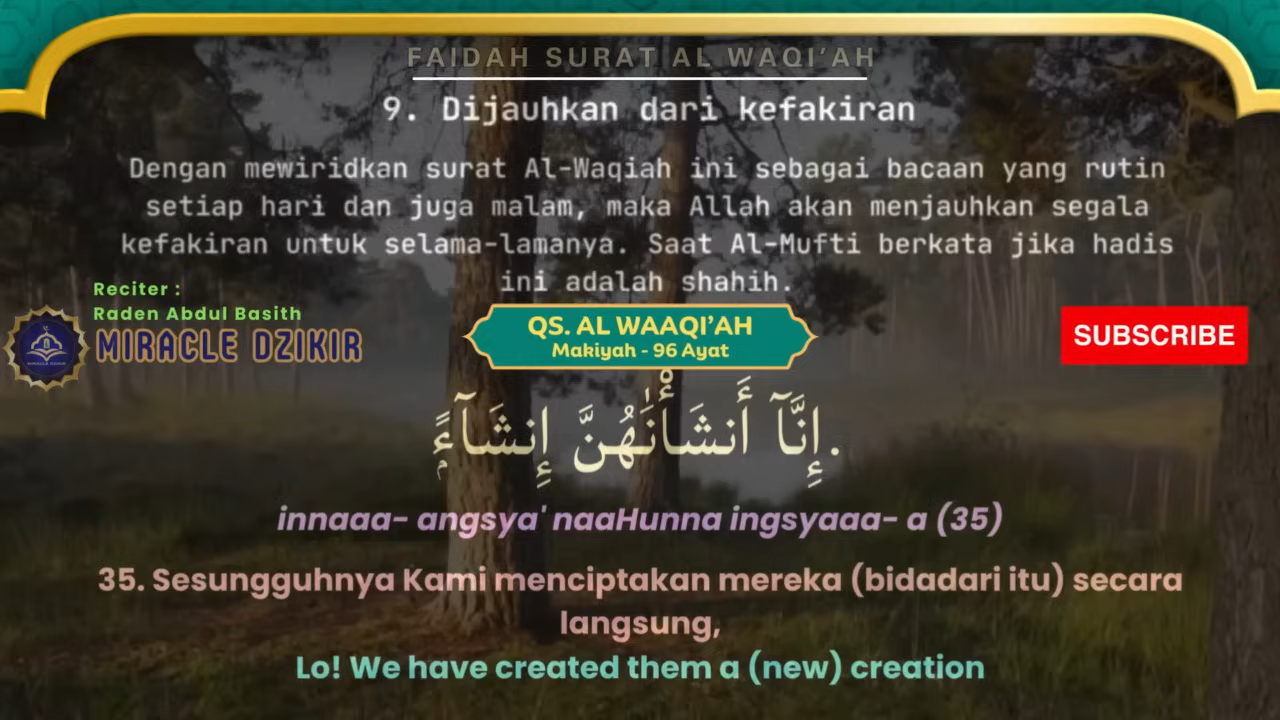 FAIDAH SURAT AL WAQI’AH
9. Dijauhkan dari kefakiran
Dengan mewiridkan surat Al-Waqiah ini sebagai bacaan yang rutin
setiap hari dan juga malam, maka Allah akan menjauhkan segala
kefakiran untuk selama-lamanya. Saat Al-Mufti berkata jika hadis
ini adalah shahih.
Reciter :
Raden Abdul Basith
MIRACLE DZIKIR
QS. AL WAAQI’AH
Makiyah - 96 Ayat
SUBSCRIBE
إِنَّآ أَنشَأْنَٰهُنَّ إِنشَآءًۭ.
innaaa- angsya' naaHunna ingsyaaa- a (35)
35. Sesungguhnya Kami menciptakan mereka (bidadari itu) secara
langsung,
Lo! We have created them a (new) creation